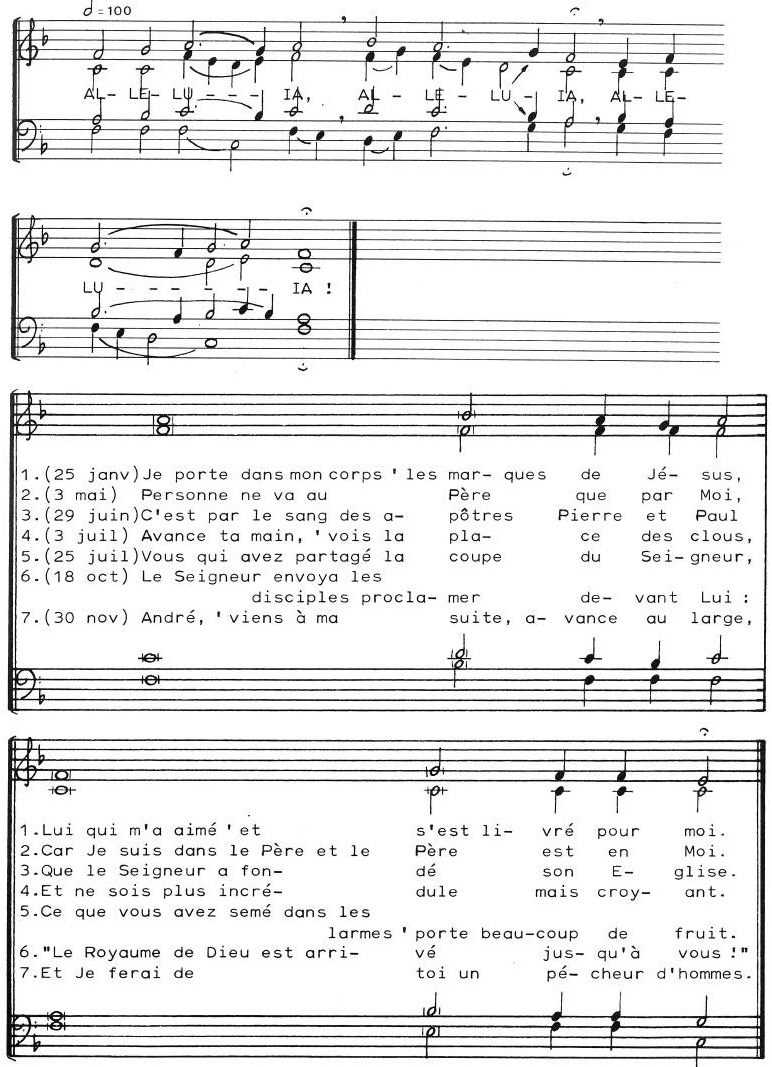 𝅗𝅥 = 100
AL- LE- LU - - - IA, AL - LE - LU - IA, AL- LE-
LU - - - - - - IA !
1.(25 janv)Je porte dans mon corps ' les mar- ques de Jé- sus,
2.(3 mai) Personne ne va au Père que par Moi,
3.(29 juin)C'est par le sang des a- pôtres Pierre et Paul
4.(3 juil) Avance ta main, ' vois la pla- ce des clous,
5.(25 juil)Vous qui avez partagé la coupe du Sei- gneur,
6.(18 oct) Le Seigneur envoya les
disciples procla- mer de- vant Lui :
7.(30 nov) André, ' viens à ma suite, a- vance au large,
1.Lui qui m'a aimé ' et s'est li- vré pour moi.
2.Car Je suis dans le Père et le Père est en Moi.
3.Que le Seigneur a fon- dé son E- glise.
4.Et ne sois plus incré- dule mais croy- ant.
5.Ce que vous avez semé dans les
larmes ' porte beau-coup de fruit.
6."Le Royaume de Dieu est arri- vé jus- qu'à vous !"
7.Et Je ferai de toi un pé- cheur d'hommes.